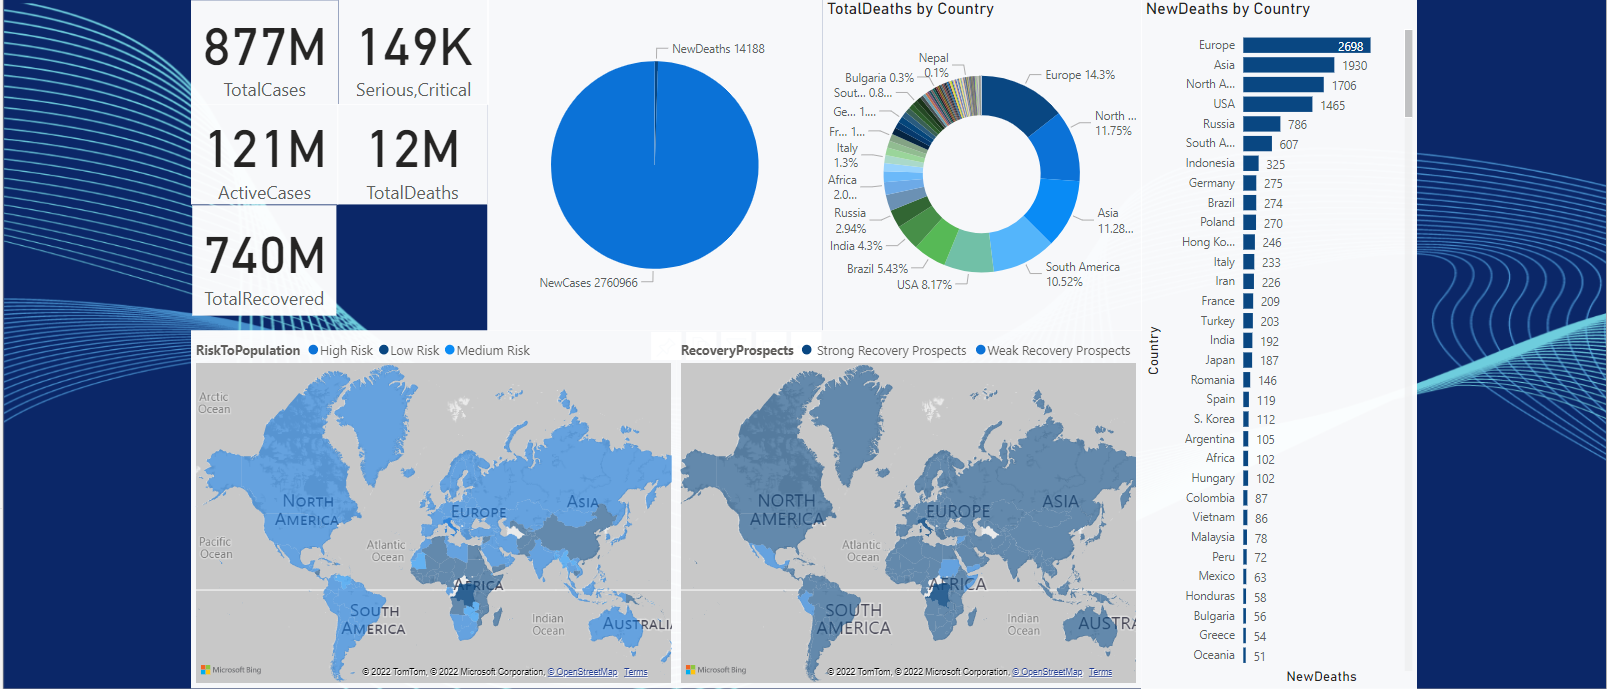 877M
TotalCases
149K
Serious,Critical
121M
ActiveCases
12M
TotalDeaths
740M
TotalRecovered
NewDeaths 14188
NewCases 2760966
TotalDeaths by Country
Nepal
0.1%
Bulgaria 0.3%
Sout... 0.8...
Ge... 1....
Fr... 1...
Italy
1.3%
Africa
2.0...
Russia
2.94%
India 4.3%
Brazil 5.43%
USA 8.17%
Europe 14.3%
North ...
11.75%
Asia
11.28...
South America
10.52%
NewDeaths by Country
Country
Europe 2698
Asia 1930
North A... 1706
USA 1465
Russia 786
South A... 607
Indonesia 325
Germany 275
Brazil 274
Poland 270
Hong Ko... 246
Italy 233
Iran 226
France 209
Turkey 203
India 192
Japan 187
Romania 146
Spain 119
S. Korea 112
Argentina 105
Africa 102
Hungary 102
Colombia 87
Vietnam 86
Malaysia 78
Peru 72
Mexico 63
Honduras 58
Bulgaria 56
Greece 54
Oceania 51
NewDeaths
RiskToPopulation High Risk Low Risk Medium Risk
Arctic
Ocean
NORTH
AMERICA
EUROPE
ASIA
Pacific
Ocean
Atlantic
Ocean
AFRICA
SOUTH
AMERICA
Indian
Ocean
AUSTRALI
Microsoft Bing
© 2022 TomTom, © 2022 Microsoft Corporation, © OpenStreetMap Terms
RecoveryProspects Strong Recovery Prospects Weak Recovery Prospects
NORTH
AMERICA
EUROPE
ASIA
Atlantic
Ocean
AFRICA
SOUTH
AMERICA
Indian
Ocean
AUSTRA
Microsoft Bing
© 2022 TomTom, © 2022 Microsoft Corporation, © OpenStreetMap Terms